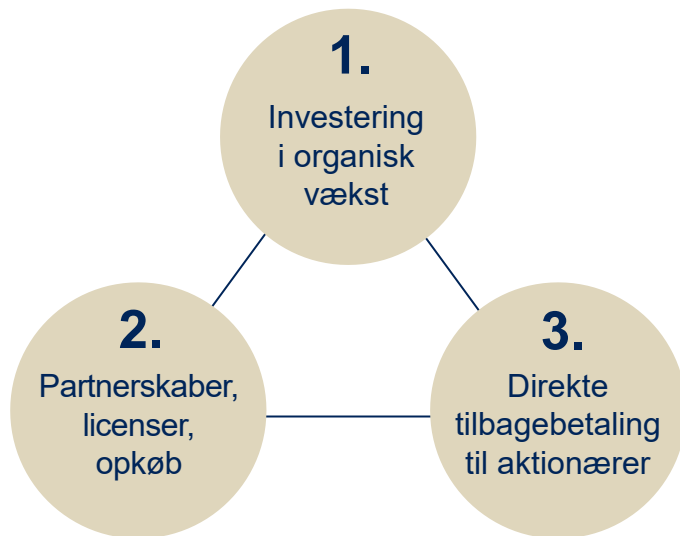 1.
Investering
i organisk
vækst
2.
Partnerskaber,
licenser,
opkøb
3.
Direkte
tilbagebetaling
til aktionærer